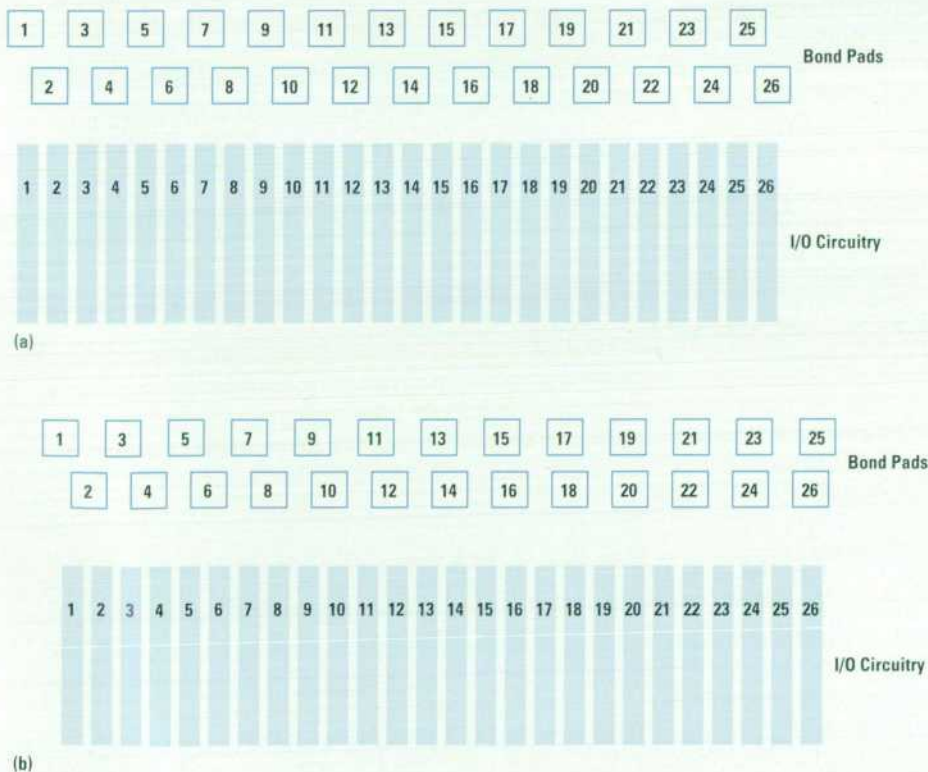 1 3 5 7 9 11 13 15 17 19 21 23 25
Bond Pads
2 4 6 8 10 12 14 16 18 20 22 24 26
1 2 3 4 5 6 7 8 9 10 11 12 13 14 15 16 17 18 19 20 21 22 23 24 25 26
I/O Circuitry
(a)
1 3 5 7 9 11 13 15 17 19 21 23 25
Bond Pads
2 4 6 8 10 12 14 16 18 20 22 24 26
1 2 3 4 5 6 7 8 9 10 11 12 13 14 15 16 17 18 19 20 21 22 23 24 25 26
I/O Circuitry
(b)